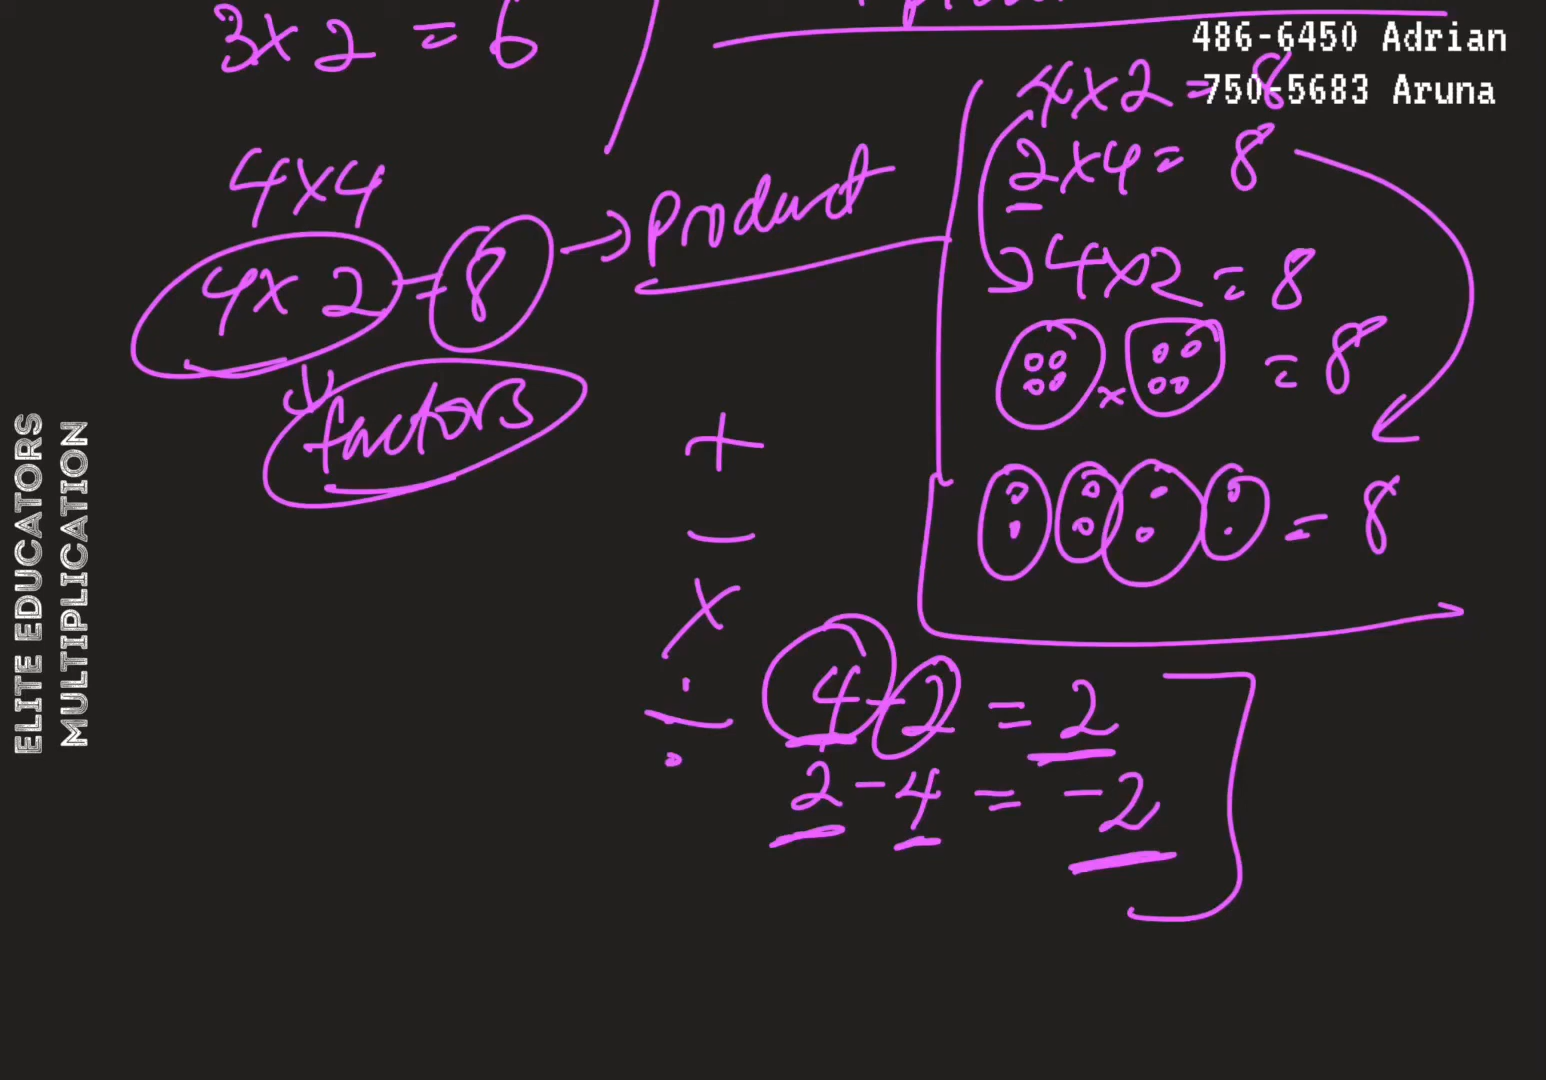 3x2=6
486-6450 Adrian
750-5683 Aruna
4x2=8
2x4=8
4x4
4x2=8 → Product
factors
4x2=8
x =8
=8
+
−
x
÷
4-2=2
2-4=-2
ELITE EDUCATORS
MULTIPLICATION